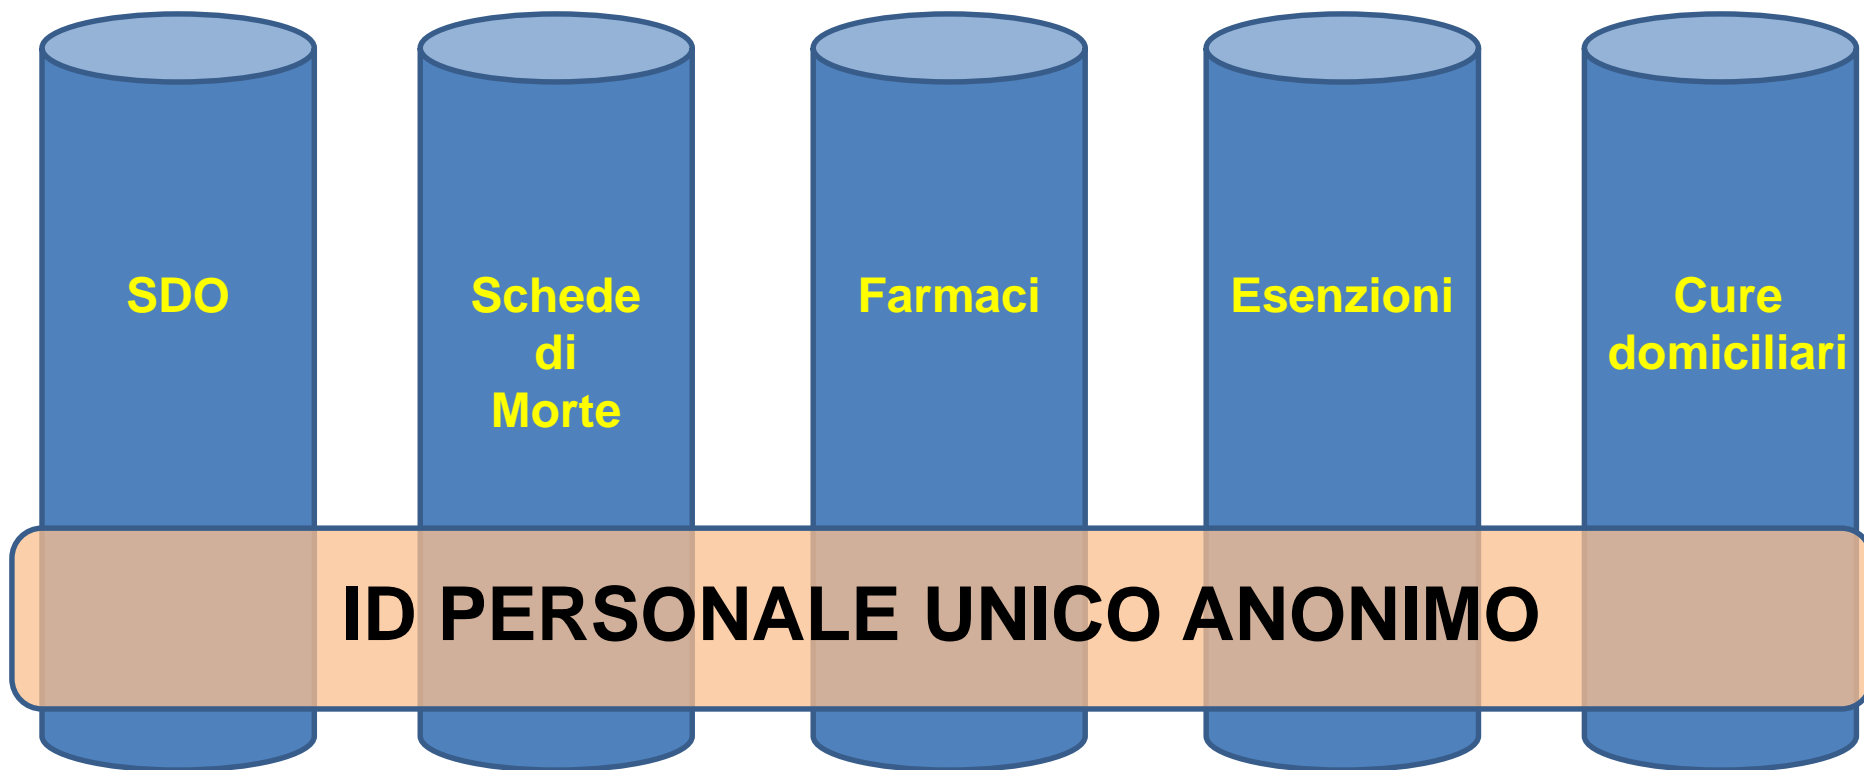 SDO
Schede
di
Morte
Farmaci
Esenzioni
Cure
domiciliari
ID PERSONALE UNICO ANONIMO